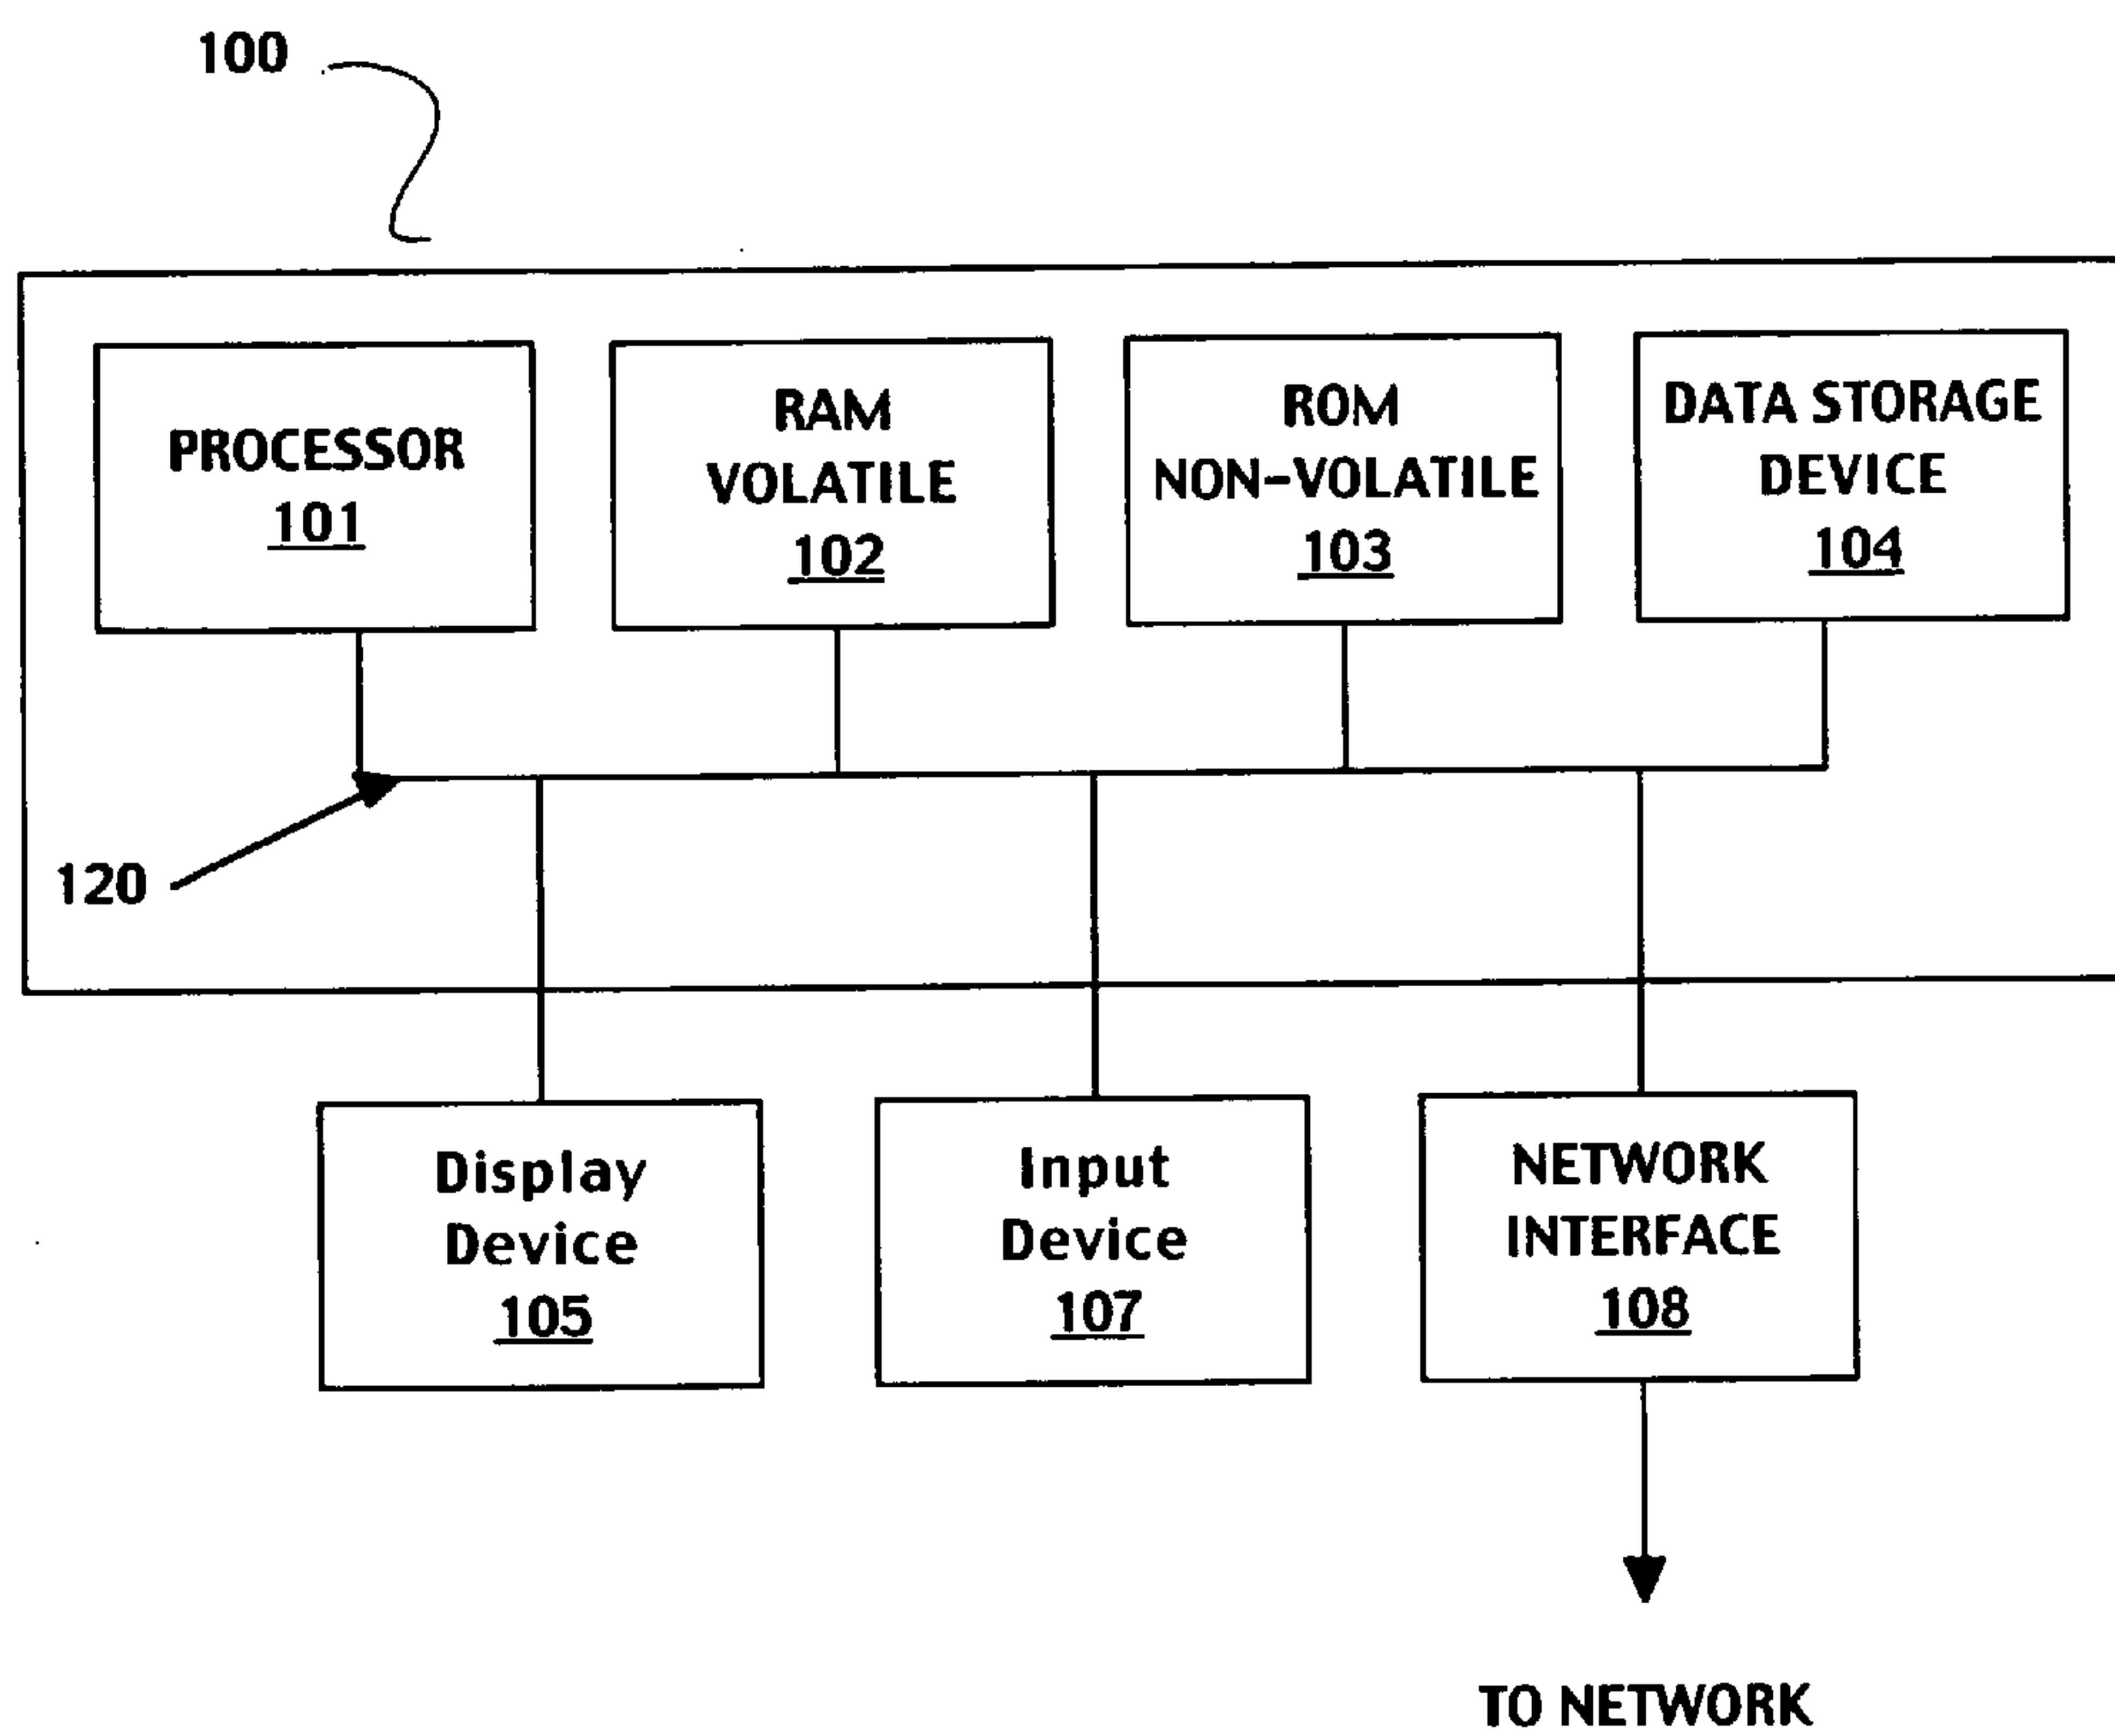 100
PROCESSOR
101
RAM
VOLATILE
102
ROM
NON-VOLATILE
103
DATA STORAGE
DEVICE
104
120
Display
Device
105
Input
Device
107
NETWORK
INTERFACE
108
TO NETWORK